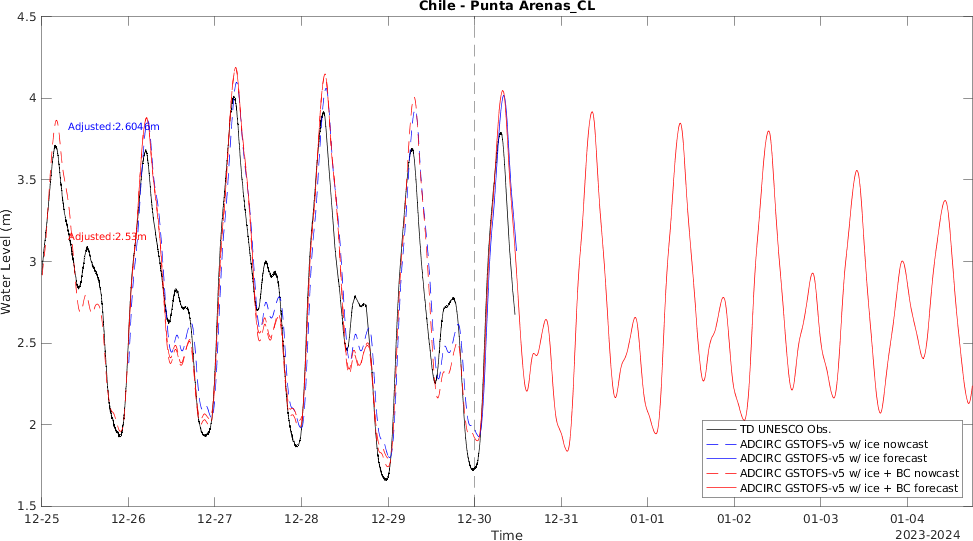 Chile - Punta Arenas_CL
4.5
4
3.5
3
2.5
2
1.5
Water Level (m)
Adjusted:2.6046m
Adjusted:2.53m
TD UNESCO Obs.
ADCIRC GSTOFS-v5 w/ ice nowcast
ADCIRC GSTOFS-v5 w/ ice forecast
ADCIRC GSTOFS-v5 w/ ice + BC nowcast
ADCIRC GSTOFS-v5 w/ ice + BC forecast
12-25 12-26 12-27 12-28 12-29 12-30 12-31 01-01 01-02 01-03 01-04
Time
2023-2024